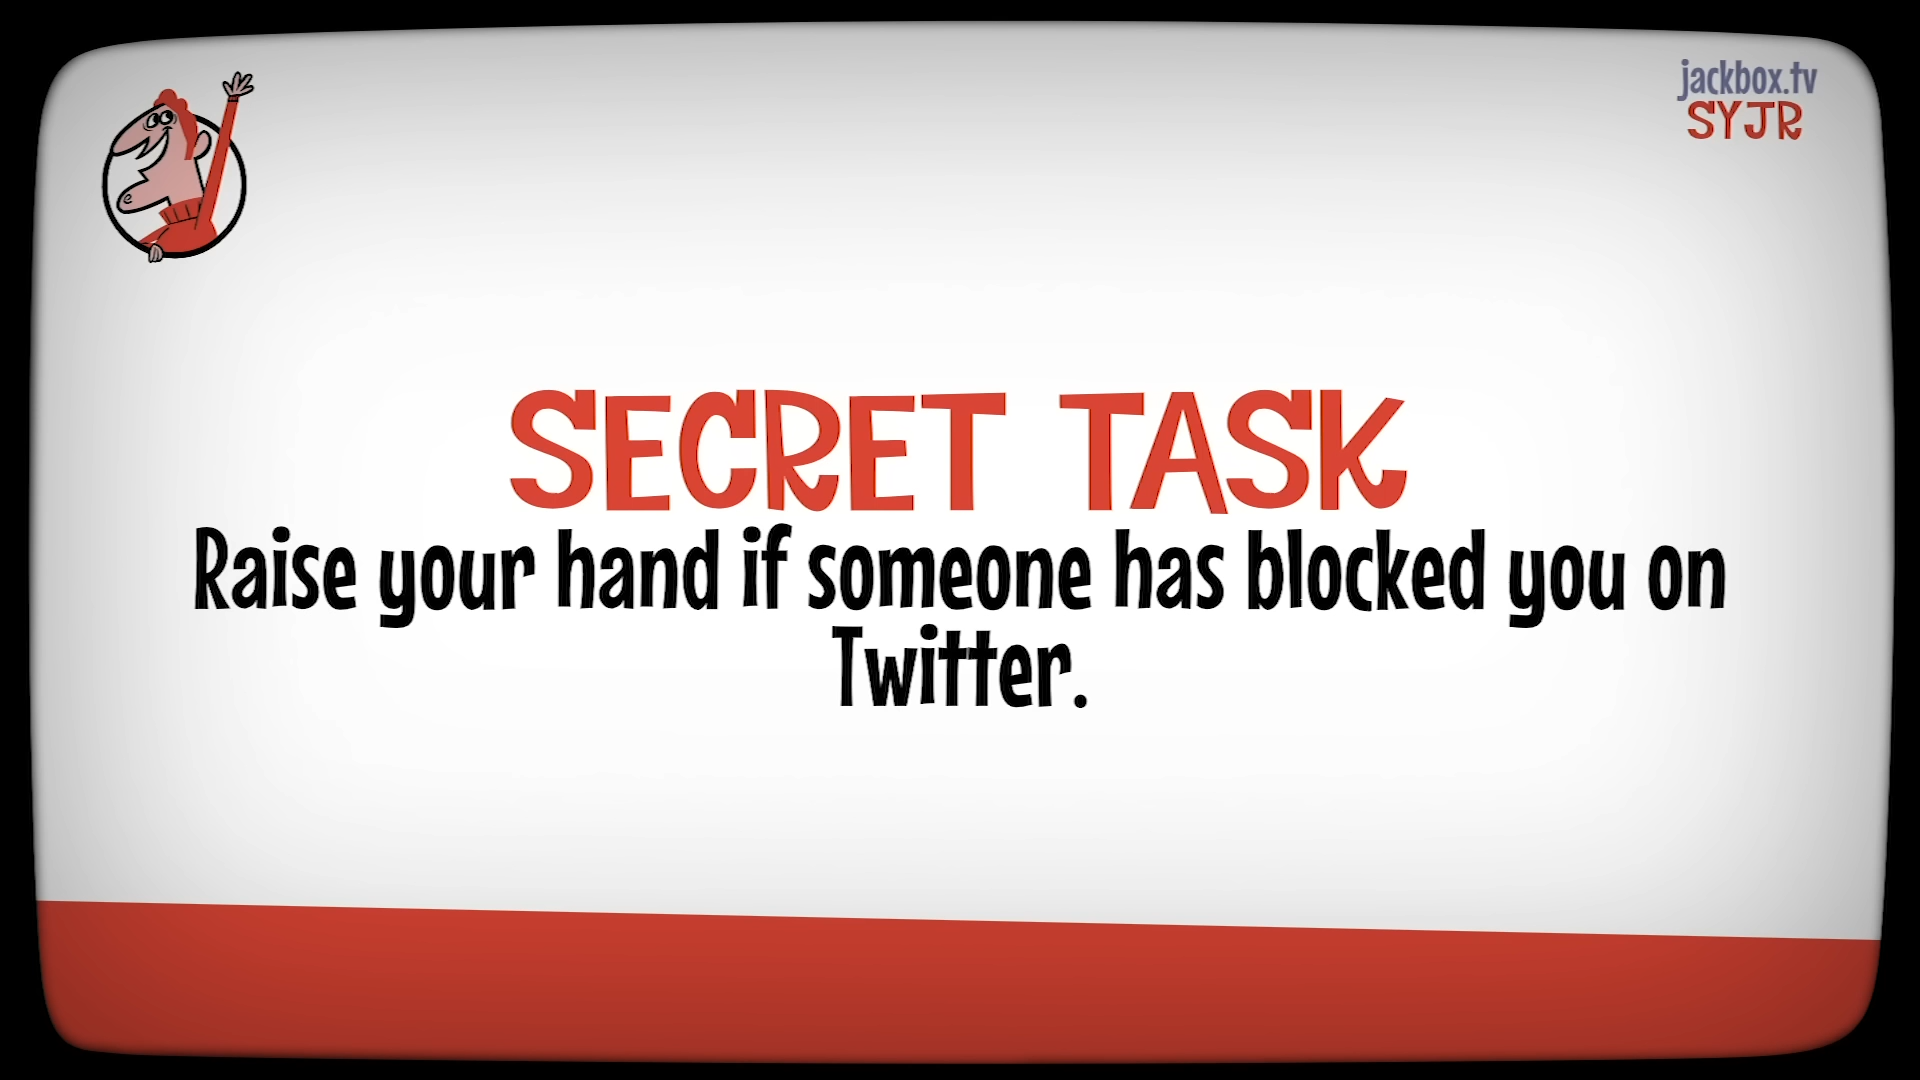 jackbox.tv
SYJR
SECRET TASK
Raise your hand if someone has blocked you on
Twitter.